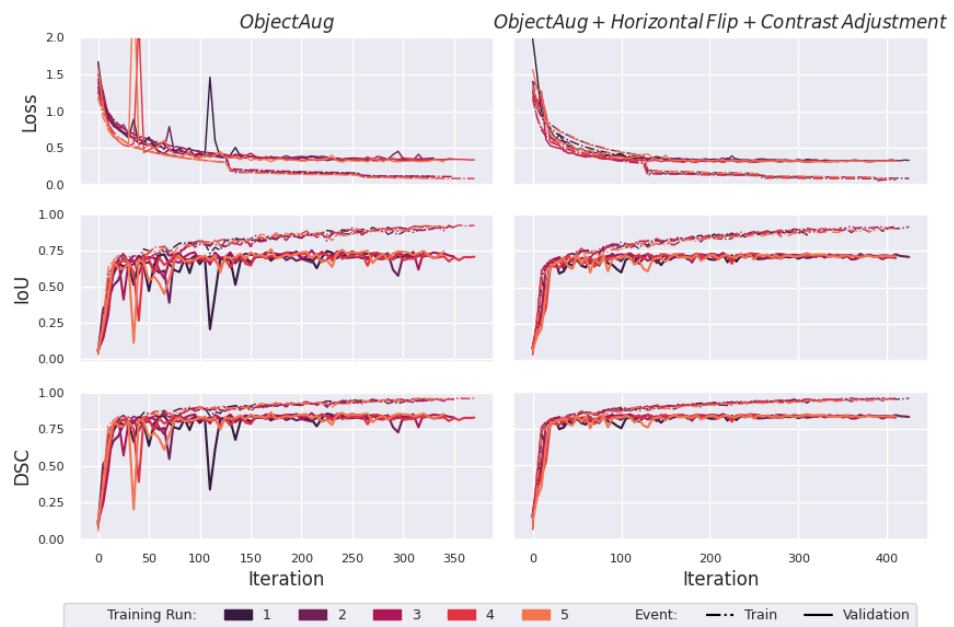 ObjectAug
ObjectAug + Horizontal Flip + Contrast Adjustment
2.0
1.5
1.0
0.5
0.0
Loss
1.00
0.75
0.50
0.25
0.00
IoU
1.00
0.75
0.50
0.25
0.00
DSC
0 50 100 150 200 250 300 350
0 100 200 300 400
Iteration
Iteration
Training Run: 1 2 3 4 5 Event: Train Validation